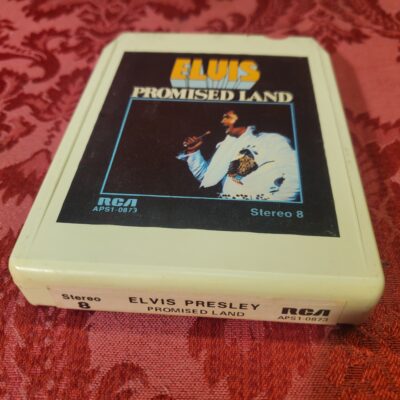 ELVIS
PROMISED LAND
RCA
APS1-0873
Stereo 8
Stereo
8
ELVIS PRESLEY
PROMISED LAND
RCA
APS1-0873